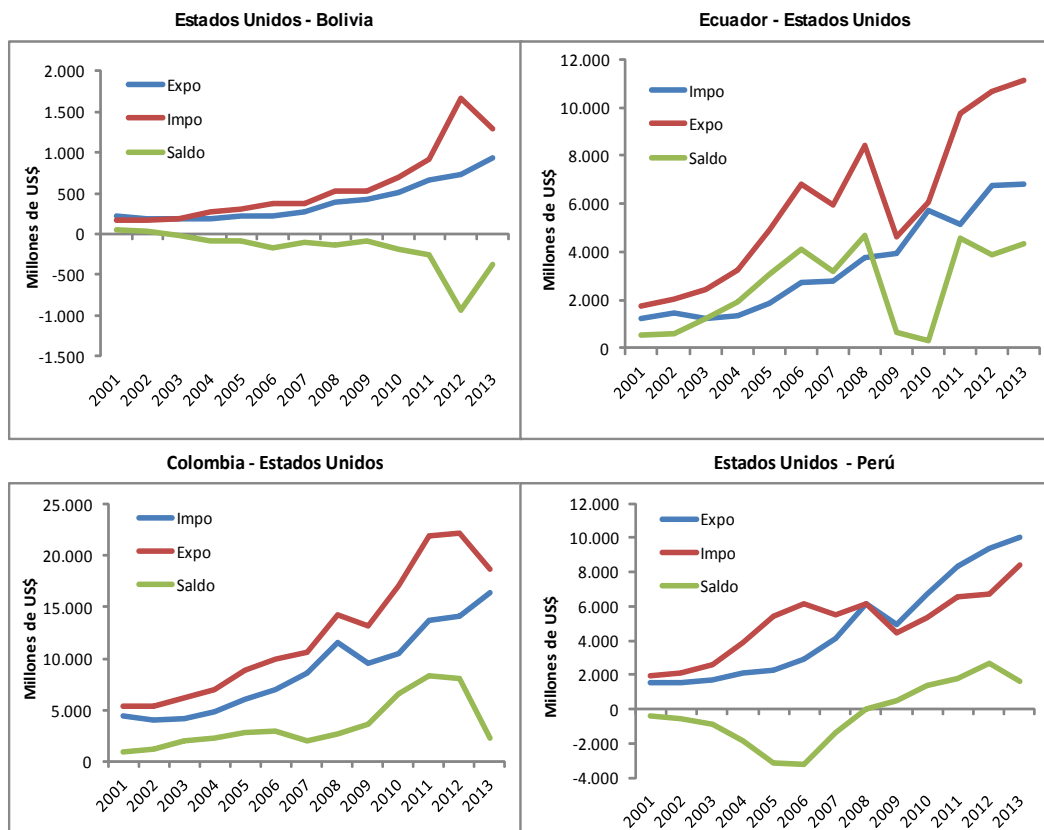 Estados Unidos - Bolivia
Millones de US$
2.000
1.500
1.000
500
0
-500
-1.000
-1.500
Expo
Impo
Saldo
2001 2002 2003 2004 2005 2006 2007 2008 2009 2010 2011 2012 2013
Ecuador - Estados Unidos
Millones de US$
12.000
10.000
8.000
6.000
4.000
2.000
0
Impo
Expo
Saldo
2001 2002 2003 2004 2005 2006 2007 2008 2009 2010 2011 2012 2013
Colombia - Estados Unidos
Millones de US$
25.000
20.000
15.000
10.000
5.000
0
Impo
Expo
Saldo
2001 2002 2003 2004 2005 2006 2007 2008 2009 2010 2011 2012 2013
Estados Unidos - Perú
Millones de US$
12.000
10.000
8.000
6.000
4.000
2.000
0
-2.000
-4.000
Expo
Impo
Saldo
2001 2002 2003 2004 2005 2006 2007 2008 2009 2010 2011 2012 2013